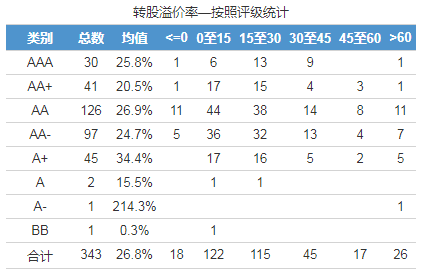 转股溢价率—按照评级统计
类别 总数 均值 <=0 0至15 15至30 30至45 45至60 >60
AAA 30 25.8% 1 6 13 9 1
AA+ 41 20.5% 1 17 15 4 3 1
AA 126 26.9% 11 44 38 14 8 11
AA- 97 24.7% 5 36 32 13 4 7
A+ 45 34.4% 17 16 5 2 5
A 2 15.5% 1 1
A- 1 214.3% 1
BB 1 0.3% 1
合计 343 26.8% 18 122 115 45 17 26